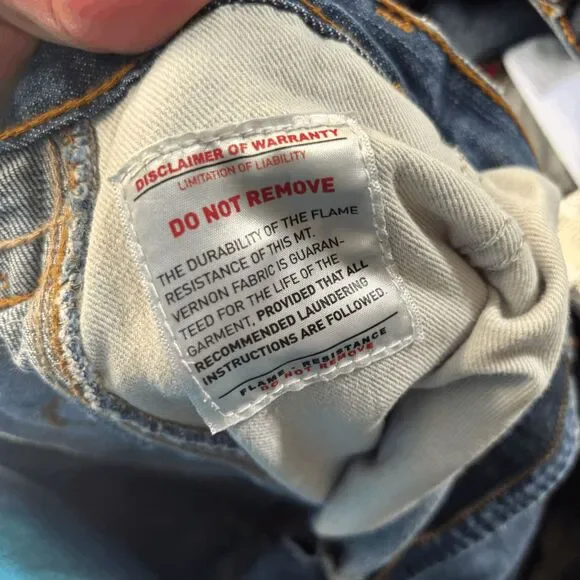 DISCLAIMER OF WARRANTY
LIMITATION OF LIABILITY
DO NOT REMOVE
THE DURABILITY OF THE FLAME
RESISTANCE OF THIS MT.
VERNON FABRIC IS GUARAN-
TEED FOR THE LIFE OF THE
GARMENT, PROVIDED THAT ALL
RECOMMENDED LAUNDERING
INSTRUCTIONS ARE FOLLOWED.
FLAME RESISTANCE
DO NOT REMOVE